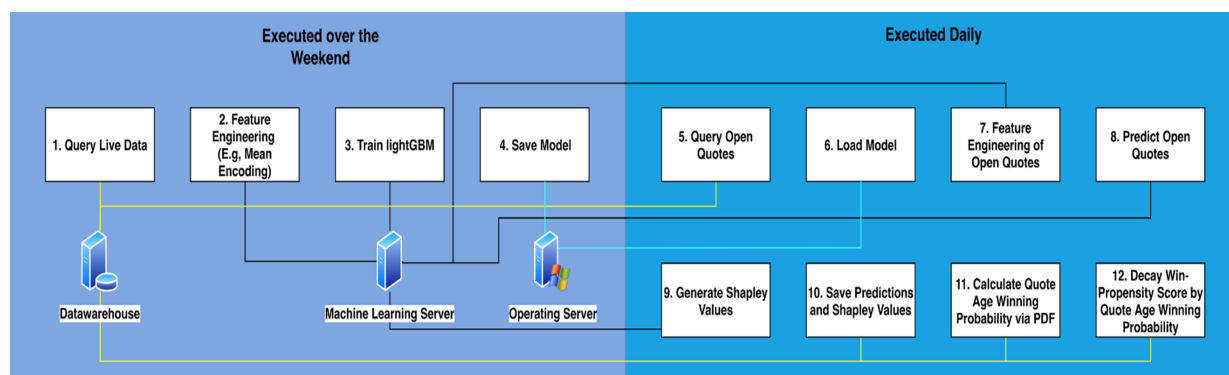 Executed over the
Weekend
Executed Daily
1. Query Live Data
2. Feature
Engineering
(E.g, Mean
Encoding)
3. Train lightGBM
4. Save Model
5. Query Open
Quotes
6. Load Model
7. Feature
Engineering of
Open Quotes
8. Predict Open
Quotes
Datawarehouse
Machine Learning Server
Operating Server
9. Generate Shapley
Values
10. Save Predictions
and Shapley Values
11. Calculate Quote
Age Winning
Probability via PDF
12. Decay Win-
Propensity Score by
Quote Age Winning
Probability